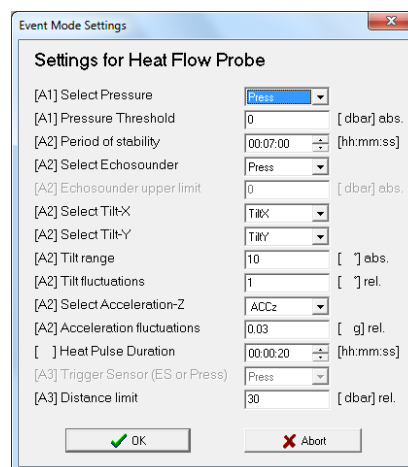 Event Mode Settings
x
Settings for Heat Flow Probe
[A1] Select Pressure Press
[A1] Pressure Threshold 0 [ dbar] abs.
[A2] Period of stability 00:07:00 [hh:mm:ss]
[A2] Select Echosounder Press
[A2] Echosounder upper limit 0 [ dbar] abs.
[A2] Select Tilt-X TiltX
[A2] Select Tilt-Y TiltY
[A2] Tilt range 10 [ °] abs.
[A2] Tilt fluctuations 1 [ °] rel.
[A2] Select Acceleration-Z ACCz
[A2] Acceleration fluctuations 0.03 [ g] rel.
[ ] Heat Pulse Duration 00:00:20 [hh:mm:ss]
[A3] Trigger Sensor (ES or Press) Press
[A3] Distance limit 30 [ dbar] rel.
OK Abort